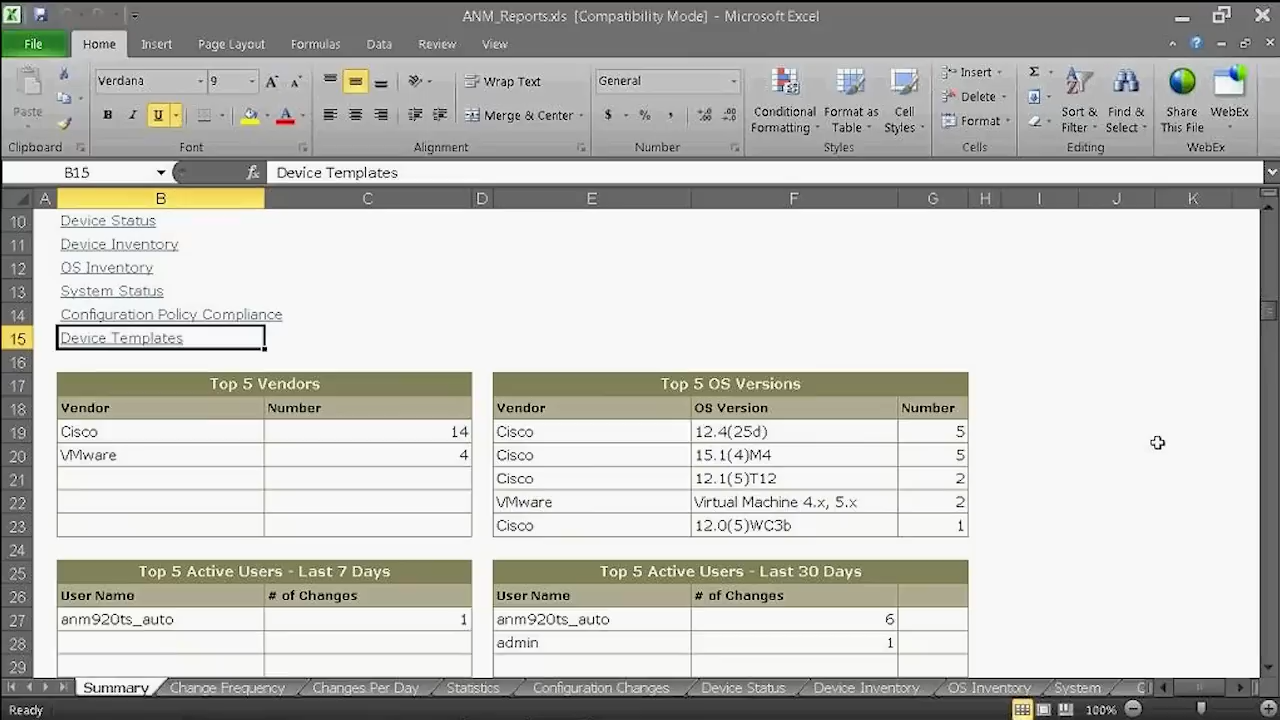 ANM_Reports.xls [Compatibility Mode] - Microsoft Excel
File Home Insert Page Layout Formulas Data Review View
Verdana 9 Wrap Text General Insert
Paste B I U Merge & Center $ % , Conditional Formatting Format as Table Cell Styles Delete Format Sort & Filter Find & Select Share This File WebEx
Clipboard Font Alignment Number Styles Cells Editing WebEx
B15 fx Device Templates
A B C D E F G H I J K
10 Device Status
11 Device Inventory
12 OS Inventory
13 System Status
14 Configuration Policy Compliance
15 Device Templates
16
17 Top 5 Vendors Top 5 OS Versions
18 Vendor Number Vendor OS Version Number
19 Cisco 14 Cisco 12.4(25d) 5
20 VMware 4 Cisco 15.1(4)M4 5
21 Cisco 12.1(5)T12 2
22 VMware Virtual Machine 4.x, 5.x 2
23 Cisco 12.0(5)WC3b 1
24
25 Top 5 Active Users - Last 7 Days Top 5 Active Users - Last 30 Days
26 User Name # of Changes User Name # of Changes
27 anm920ts_auto 1 anm920ts_auto 6
28 admin 1
29
Summary Change Frequency Changes Per Day Statistics Configuration Changes Device Status Device Inventory OS Inventory System
Ready 100%